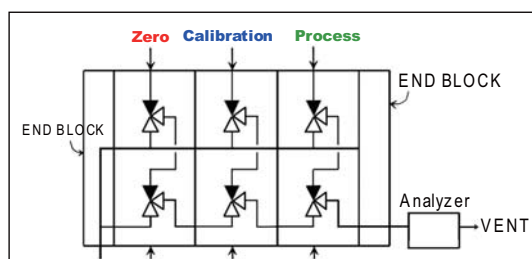 Zero Calibration Process
END BLOCK
END BLOCK
Analyzer
VENT